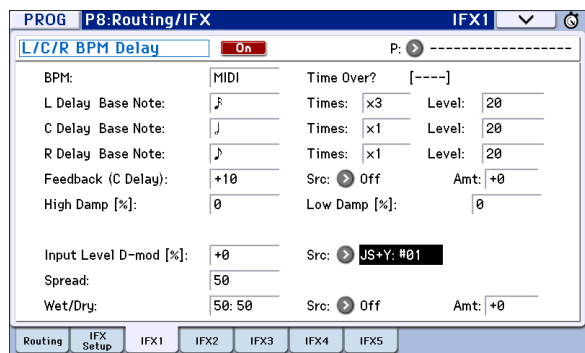 PROG P8:Routing/IFX IFX1
L/C/R BPM Delay On P: ------------------
BPM: MIDI Time Over? [----]
L Delay Base Note: Times: x3 Level: 20
C Delay Base Note: Times: x1 Level: 20
R Delay Base Note: Times: x1 Level: 20
Feedback (C Delay): +10 Src: Off Amt: +0
High Damp [%]: 0 Low Damp [%]: 0
Input Level D-mod [%]: +0 Src: JS+Y: #01
Spread: 50
Wet/Dry: 50: 50 Src: Off Amt: +0
Routing IFX Setup IFX1 IFX2 IFX3 IFX4 IFX5